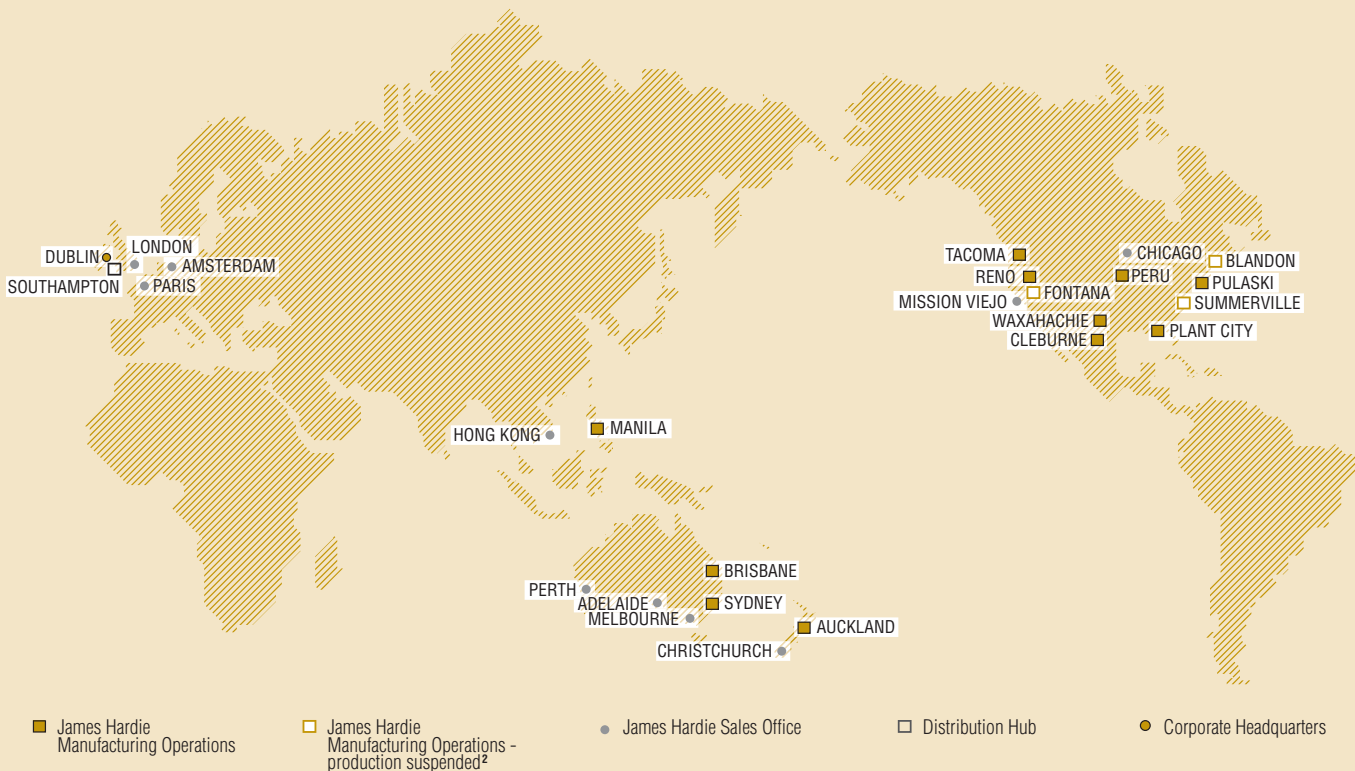 LONDON
DUBLIN
AMSTERDAM
SOUTHAMPTON
PARIS
TACOMA
CHICAGO
BLANDON
RENO
PERU
PULASKI
FONTANA
MISSION VIEJO
SUMMERVILLE
WAXAHACHIE
PLANT CITY
CLEBURNE
HONG KONG
MANILA
BRISBANE
PERTH
ADELAIDE
SYDNEY
MELBOURNE
AUCKLAND
CHRISTCHURCH
James Hardie
Manufacturing Operations
James Hardie
Manufacturing Operations -
production suspended²
James Hardie Sales Office
Distribution Hub
Corporate Headquarters